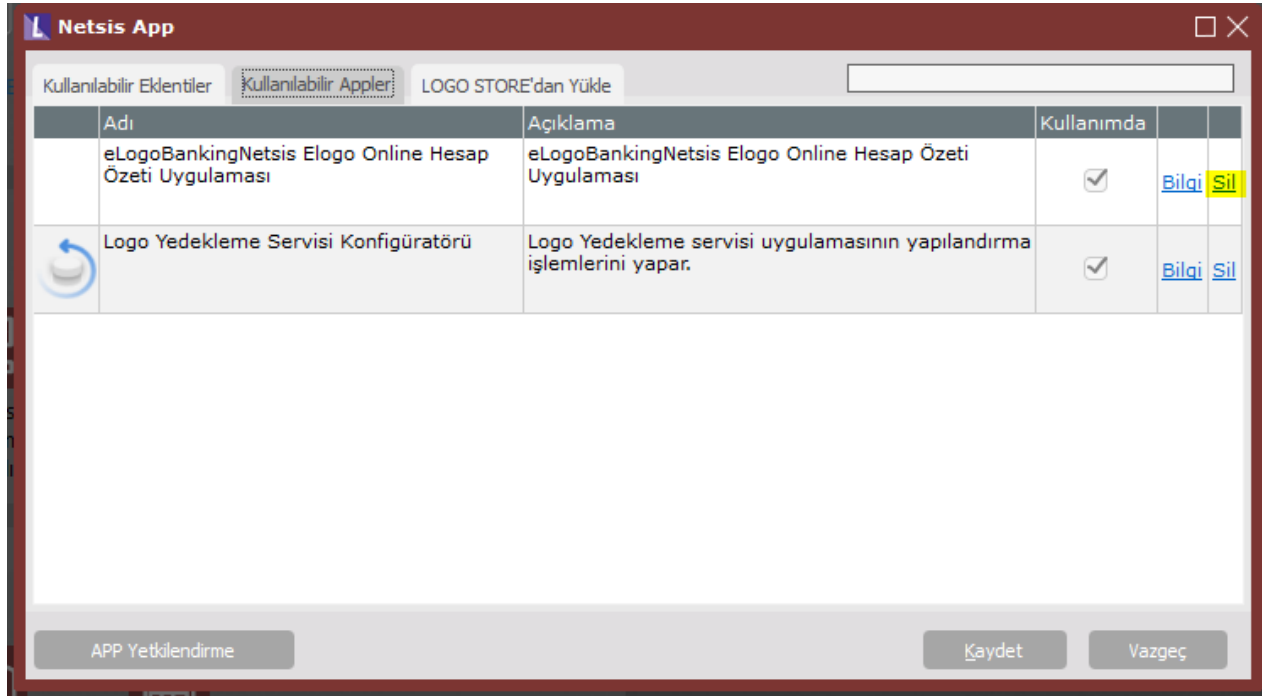 Netsis App
Kullanılabilir Eklentiler
Kullanılabilir Appler
LOGO STORE'dan Yükle
Adı
Açıklama
Kullanımda
eLogoBankingNetsis Elogo Online Hesap
Özeti Uygulaması
eLogoBankingNetsis Elogo Online Hesap Özeti
Uygulaması
Bilgi
Sil
Logo Yedekleme Servisi Konfigüratörü
Logo Yedekleme servisi uygulamasının yapılandırma
işlemlerini yapar.
Bilgi
Sil
APP Yetkilendirme
Kaydet
Vazgeç